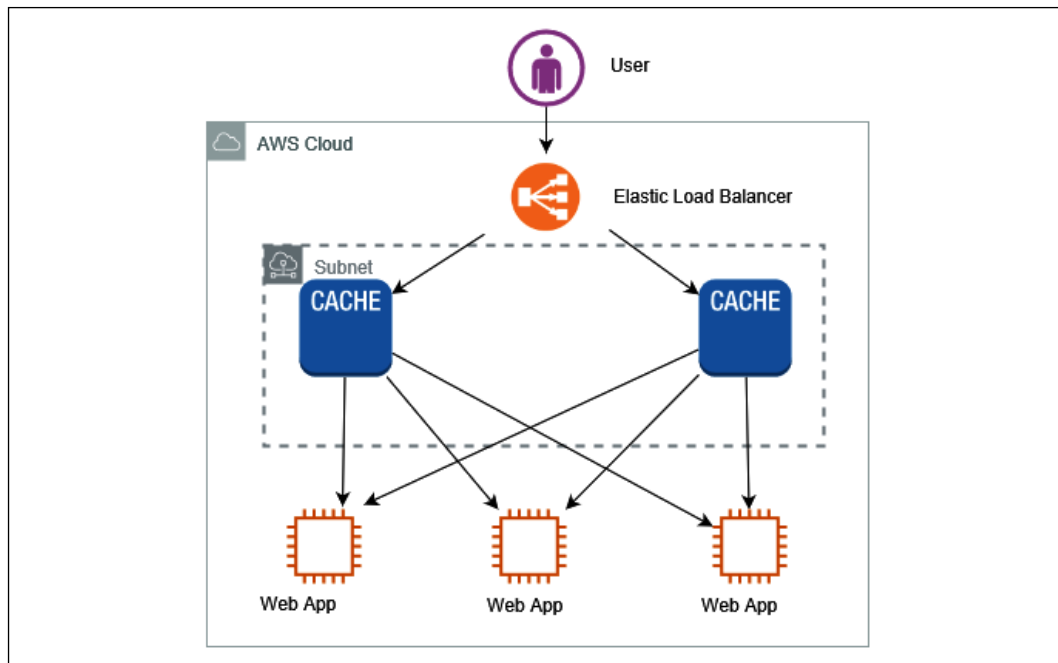 User
AWS Cloud
Elastic Load Balancer
Subnet
CACHE
CACHE
Web App
Web App
Web App